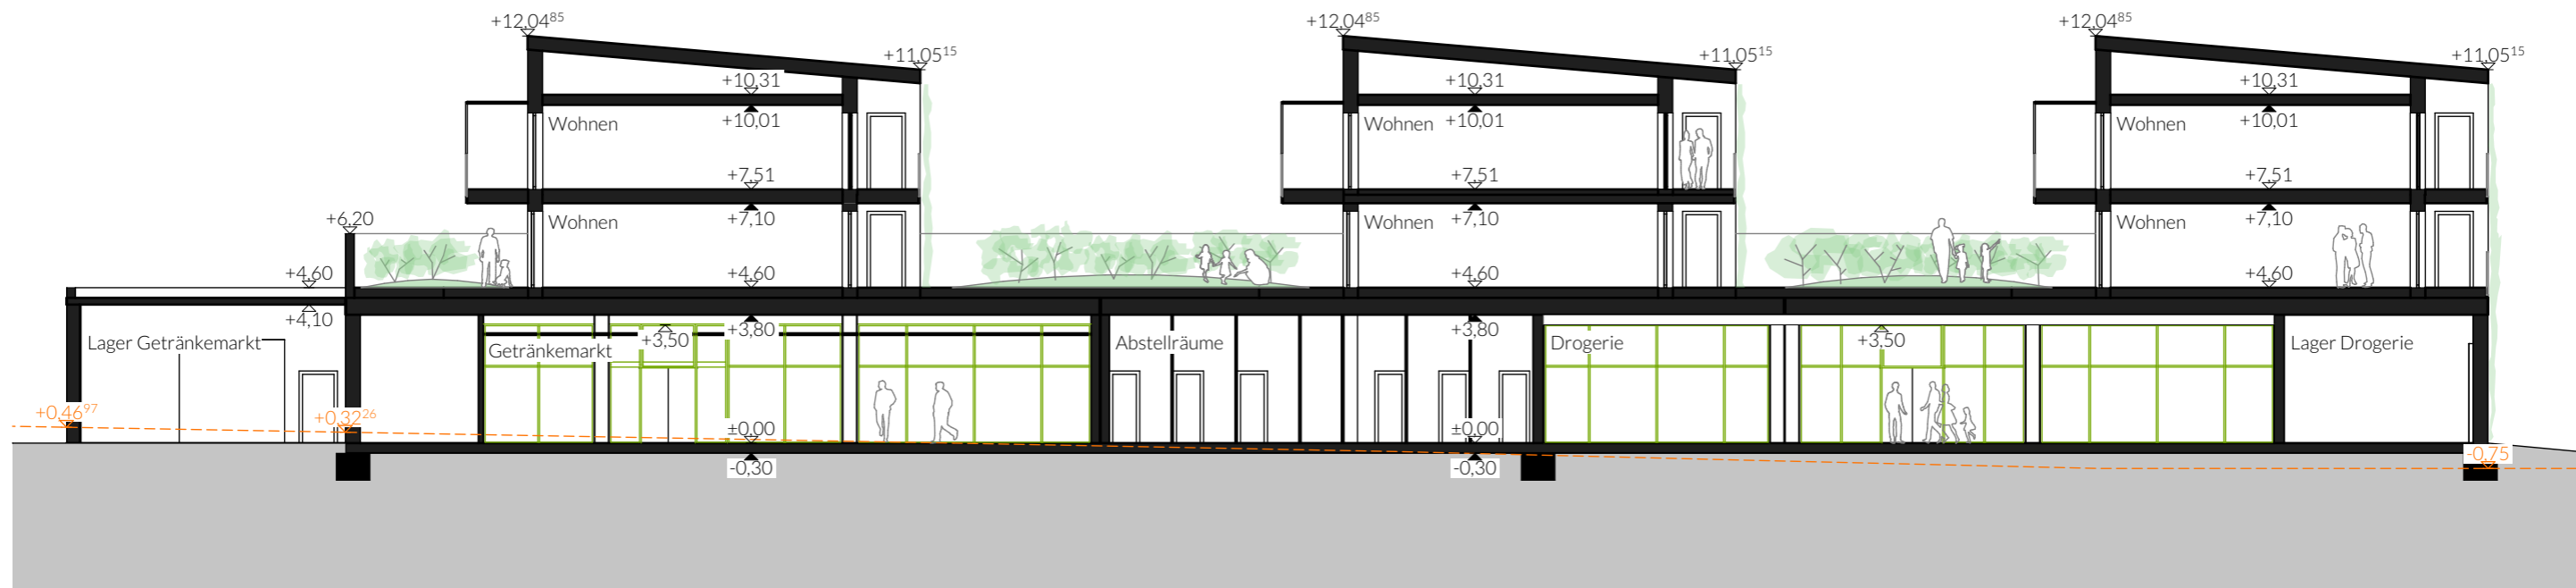 +12,04⁸⁵ +12,04⁸⁵ +12,04⁸⁵
+11,05¹⁵ +11,05¹⁵ +11,05¹⁵
+10,31 +10,31 +10,31
Wohnen +10,01 Wohnen +10,01 Wohnen +10,01
+7,51 +7,51 +7,51
+6,20 Wohnen +7,10 Wohnen +7,10 Wohnen +7,10
+4,60 +4,60 +4,60 +4,60
+4,10 +3,80 +3,80
Lager Getränkemarkt Getränkemarkt +3,50 Abstellräume Drogerie +3,50 Lager Drogerie
+0,46⁹⁷ +0,32²⁶
±0,00 ±0,00
-0,30 -0,30 -0,75